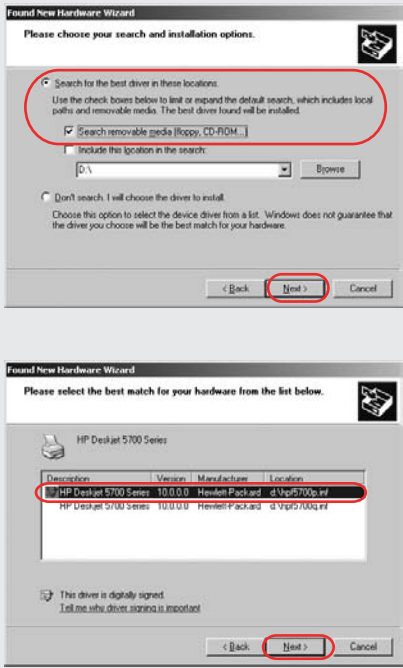 Found New Hardware Wizard
Please choose your search and installation options.
Search for the best driver in these locations.
Use the check boxes below to limit or expand the default search, which includes local
paths and removable media. The best driver found will be installed.
Search removable media (floppy, CD-ROM...)
Include this location in the search:
D:\
Browse
Don't search. I will choose the driver to install.
Choose this option to select the device driver from a list. Windows does not guarantee that
the driver you choose will be the best match for your hardware.
< Back Next > Cancel
Found New Hardware Wizard
Please select the best match for your hardware from the list below.
HP Deskjet 5700 Series
Description Version Manufacturer Location
HP Deskjet 5700 Series 10.0.0.0 Hewlett-Packard d:\hpf5700p.inf
HP Deskjet 5700 Series 10.0.0.0 Hewlett-Packard d:\hpf5700q.inf
This driver is digitally signed.
Tell me why driver signing is important
< Back Next > Cancel